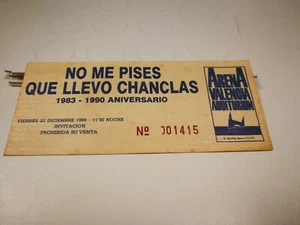 NO ME PISES
QUE LLEVO CHANCLAS
1983 - 1990 ANIVERSARIO
VIERNES 22 DICIEMBRE 1989 - 11'30 NOCHE
INVITACION
PROHIBIDA SU VENTA
Nº 001415
ARENA
VALENCIA
AUDITORIUM